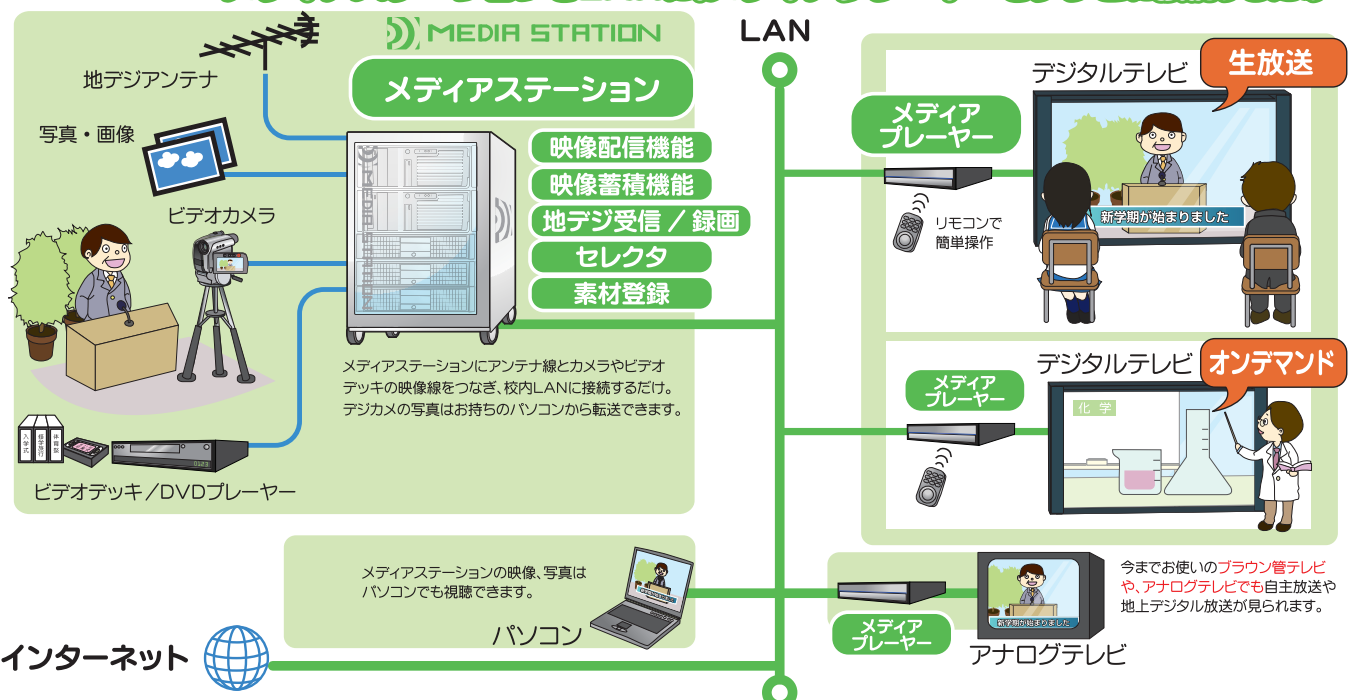 MEDIA STATION
LAN
メディアステーション
地デジアンテナ
写真・画像
ビデオカメラ
映像配信機能
映像蓄積機能
地デジ受信 / 録画
セレクタ
素材登録
MEDIA STATION
メディアステーションにアンテナ線とカメラやビデオ
デッキの映像線をつなぎ、校内LANに接続するだけ。
デジカメの写真はお持ちのパソコンから転送できます。
入学式
修学旅行
体育祭
ビデオデッキ/DVDプレーヤー
デジタルテレビ
生放送
メディア
プレーヤー
リモコンで
簡単操作
新学期が始まりました
デジタルテレビ
オンデマンド
メディア
プレーヤー
化 学
メディアステーションの映像、写真は
パソコンでも視聴できます。
パソコン
メディア
プレーヤー
新学期が始まりました
アナログテレビ
今までお使いのブラウン管テレビ
や、アナログテレビでも自主放送や
地上デジタル放送が見られます。
インターネット